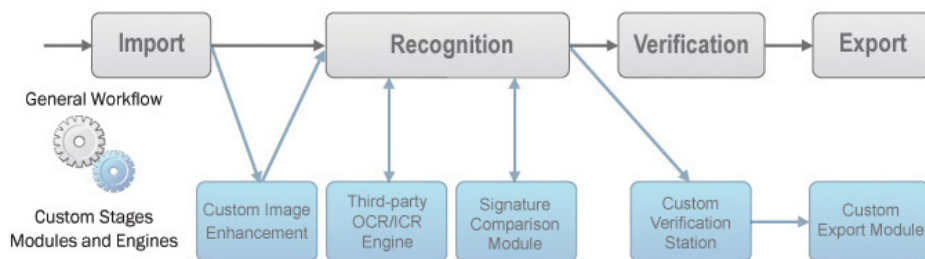 Import
Recognition
Verification
Export
General Workflow
Custom Stages
Modules and Engines
Custom Image
Enhancement
Third-party
OCR/ICR
Engine
Signature
Comparison
Module
Custom
Verification
Station
Custom
Export Module